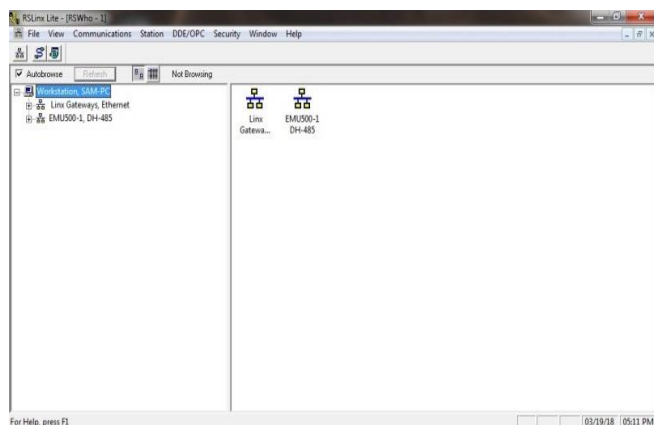 RSLinx Lite - [RSWho - 1]
File View Communications Station DDE/OPC Security Window Help
Autobrowse Refresh Not Browsing
Workstation, SAM-PC
Linx Gateways, Ethernet
EMU500-1, DH-485
Linx Gatewa...
EMU500-1 DH-485
For Help, press F1
03/19/18 05:11 PM